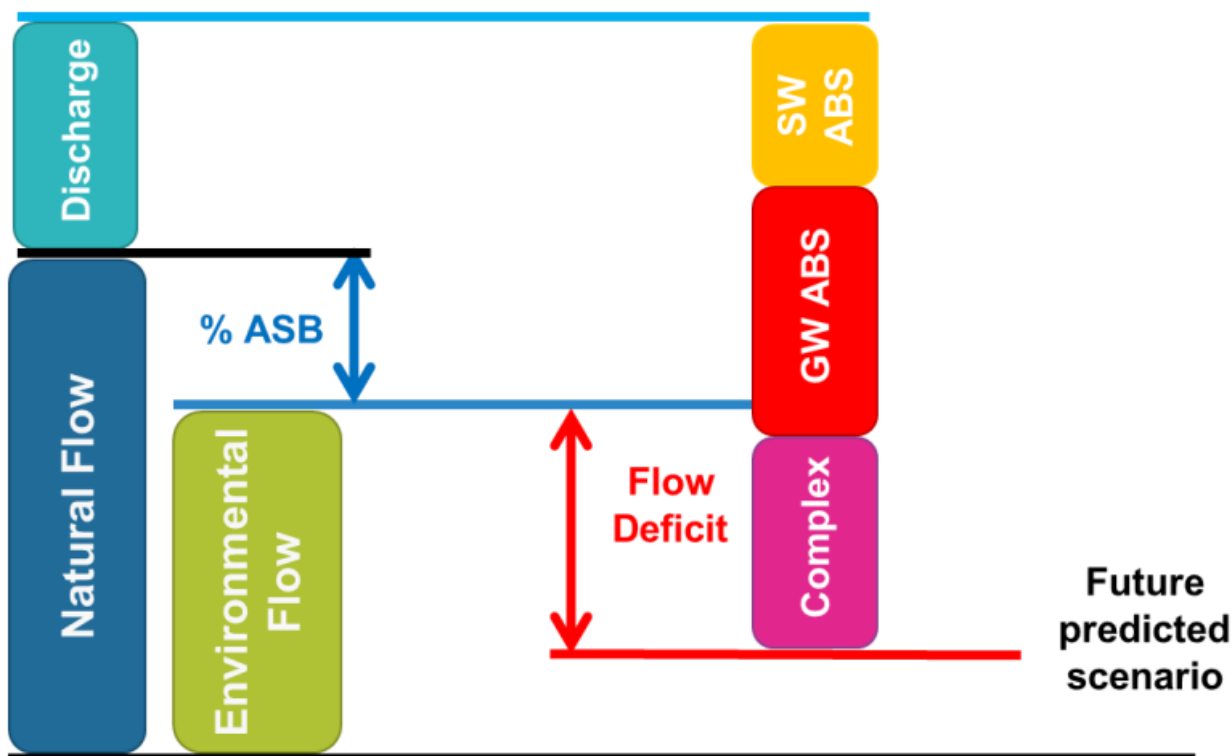 Discharge
Natural Flow
% ASB
Environmental
Flow
Flow
Deficit
SW
ABS
GW ABS
Complex
Future
predicted
scenario